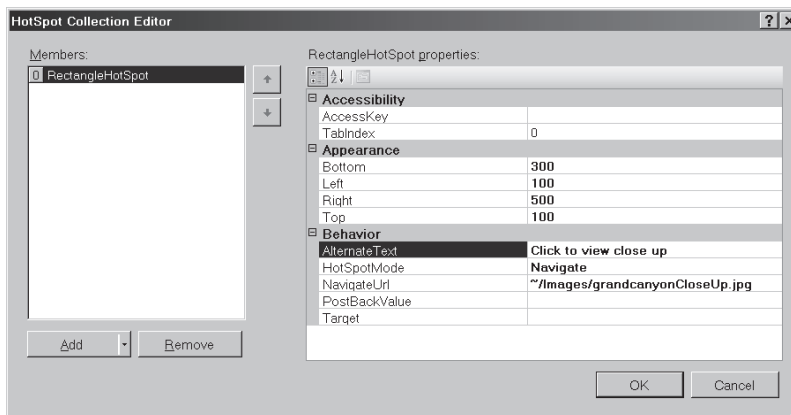 HotSpot Collection Editor
Members:
0 RectangleHotSpot
Add
Remove
RectangleHotSpot properties:
Accessibility
AccessKey
TabIndex 0
Appearance
Bottom 300
Left 100
Right 500
Top 100
Behavior
AlternateText Click to view close up
HotSpotMode Navigate
NavigateUrl ~/Images/grandcanyonCloseUp.jpg
PostBackValue
Target
OK
Cancel